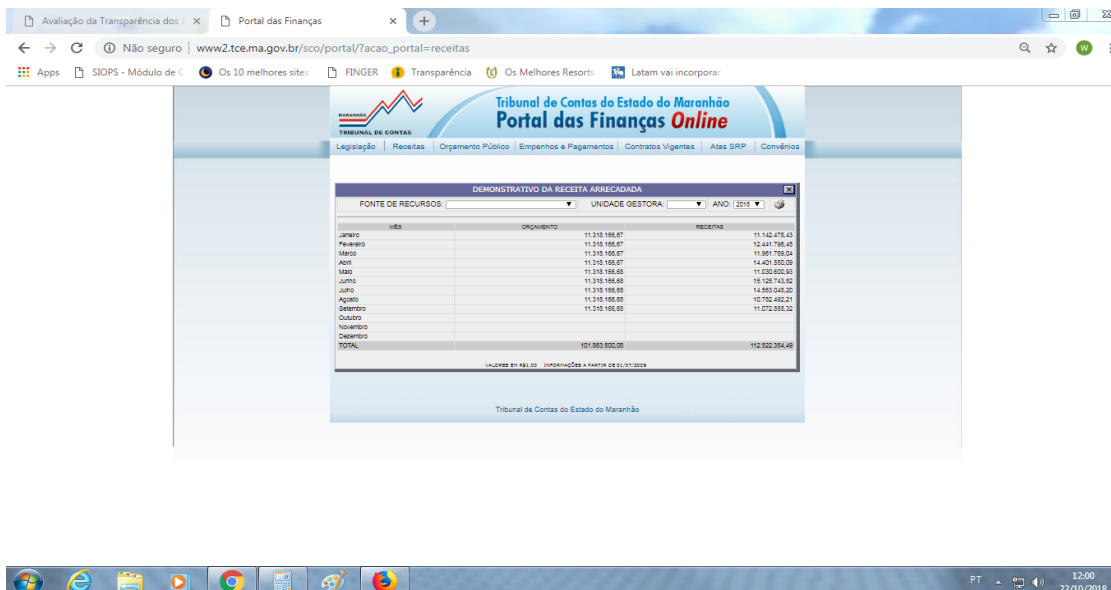 Avaliação da Transparência dos
Portal das Finanças
Não seguro | www2.tce.ma.gov.br/sco/portal/?acao_portal=receitas
W
Apps SIOPS - Módulo de Os 10 melhores sites FINGER Transparência Os Melhores Resorts Latam vai incorporar
MARANHÃO
TRIBUNAL DE CONTAS
Tribunal de Contas do Estado do Maranhão
Portal das Finanças Online
Legislação | Receitas | Orçamento Público | Empenhos e Pagamentos | Contratos Vigentes | Atas SRP | Convênios
DEMONSTRATIVO DA RECEITA ARRECADADA
FONTE DE RECURSOS: UNIDADE GESTORA: ANO: 2018
MÊS ORÇAMENTO RECEITAS
Janeiro 11.318.166,67 11.142.478,43
Fevereiro 11.318.166,67 12.441.796,45
Marco 11.318.166,67 11.961.789,04
Abril 11.318.166,67 14.401.550,09
Maio 11.318.166,68 11.030.600,93
Junho 11.318.166,68 15.125.743,82
Julho 11.318.166,68 14.563.048,20
Agosto 11.318.166,68 10.782.492,21
Setembro 11.318.166,68 11.072.855,32
Outubro
Novembro
Dezembro
TOTAL 101.863.500,08 112.522.354,49
VALORES EM R$1,00 INFORMAÇÕES A PARTIR DE 01/07/2009
Tribunal de Contas do Estado do Maranhão
PT
12:00
22/10/2018